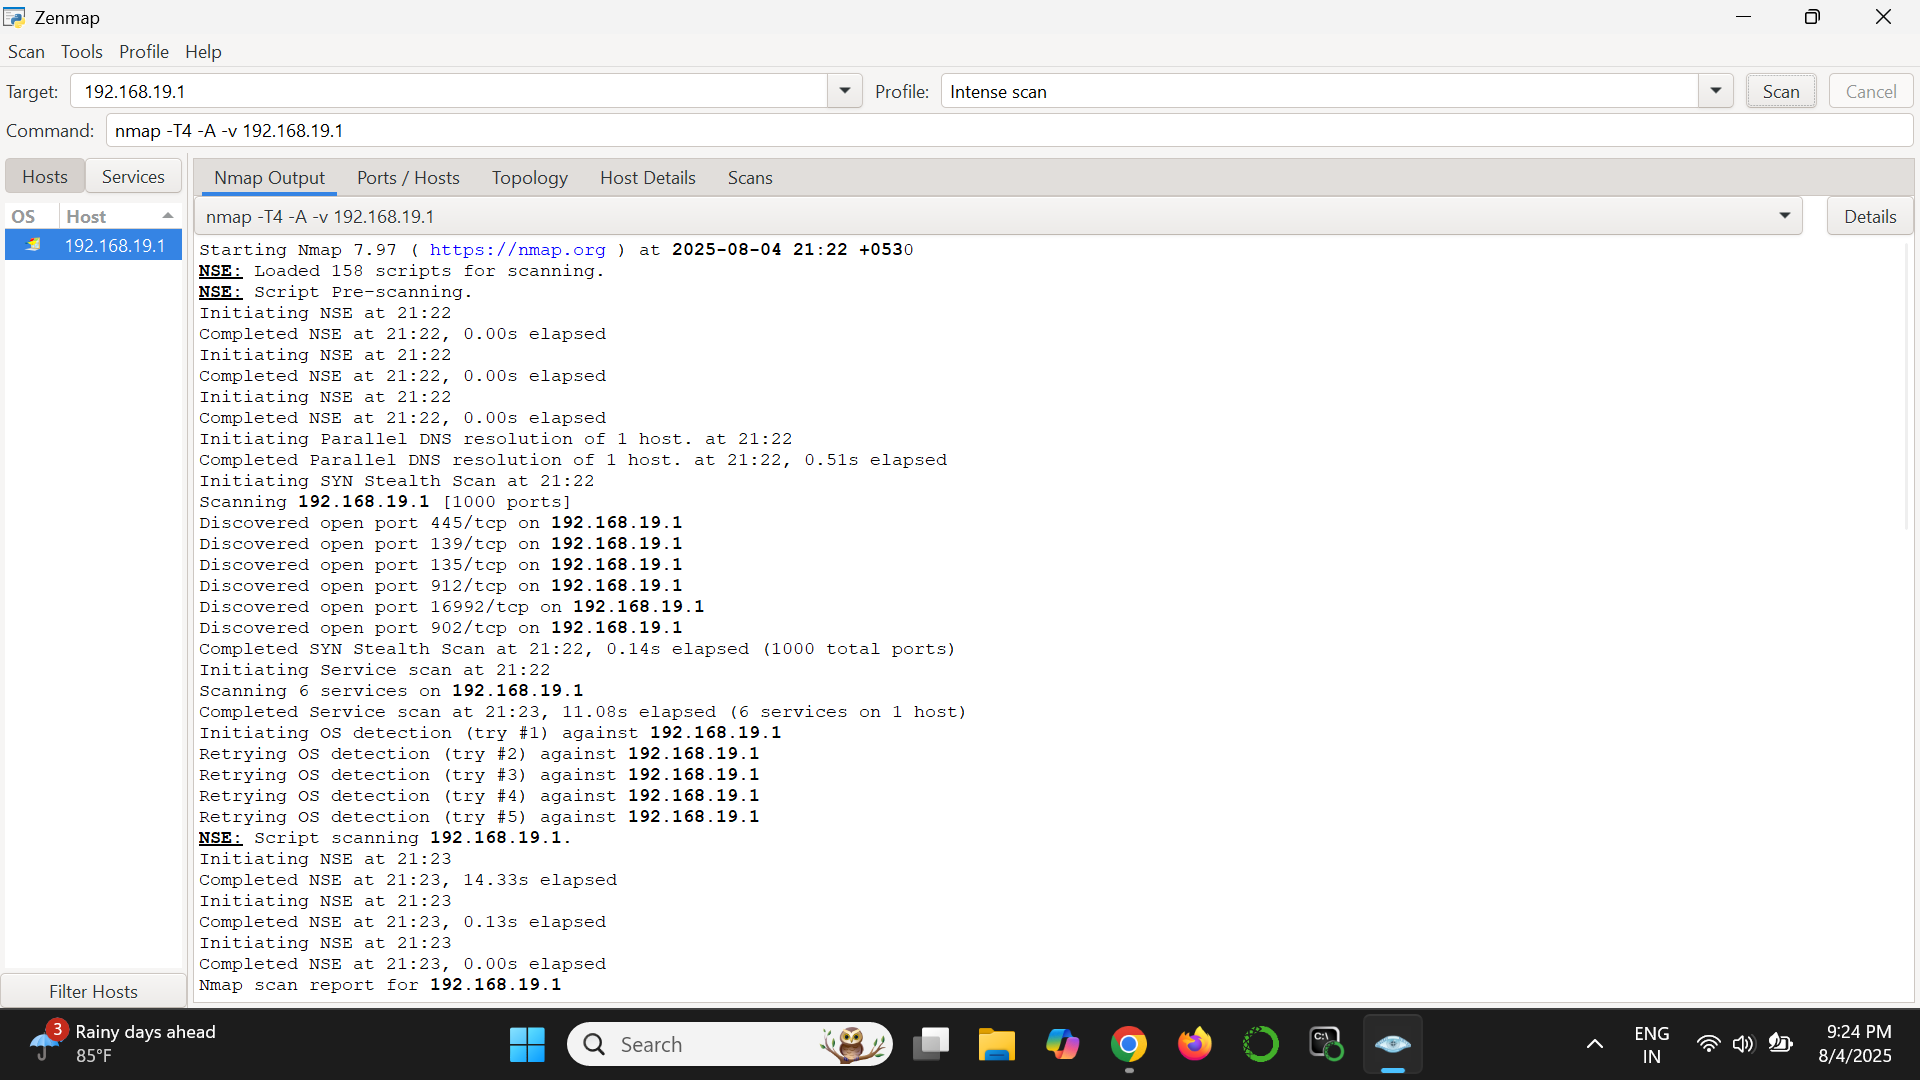 Zenmap
Scan Tools Profile Help
Target: 192.168.19.1 Profile: Intense scan Scan Cancel
Command: nmap -T4 -A -v 192.168.19.1
Hosts Services
OS Host
192.168.19.1
Filter Hosts
Nmap Output Ports / Hosts Topology Host Details Scans
nmap -T4 -A -v 192.168.19.1 Details
Starting Nmap 7.97 ( https://nmap.org ) at 2025-08-04 21:22 +0530
NSE: Loaded 158 scripts for scanning.
NSE: Script Pre-scanning.
Initiating NSE at 21:22
Completed NSE at 21:22, 0.00s elapsed
Initiating NSE at 21:22
Completed NSE at 21:22, 0.00s elapsed
Initiating NSE at 21:22
Completed NSE at 21:22, 0.00s elapsed
Initiating Parallel DNS resolution of 1 host. at 21:22
Completed Parallel DNS resolution of 1 host. at 21:22, 0.51s elapsed
Initiating SYN Stealth Scan at 21:22
Scanning 192.168.19.1 [1000 ports]
Discovered open port 445/tcp on 192.168.19.1
Discovered open port 139/tcp on 192.168.19.1
Discovered open port 135/tcp on 192.168.19.1
Discovered open port 912/tcp on 192.168.19.1
Discovered open port 16992/tcp on 192.168.19.1
Discovered open port 902/tcp on 192.168.19.1
Completed SYN Stealth Scan at 21:22, 0.14s elapsed (1000 total ports)
Initiating Service scan at 21:22
Scanning 6 services on 192.168.19.1
Completed Service scan at 21:23, 11.08s elapsed (6 services on 1 host)
Initiating OS detection (try #1) against 192.168.19.1
Retrying OS detection (try #2) against 192.168.19.1
Retrying OS detection (try #3) against 192.168.19.1
Retrying OS detection (try #4) against 192.168.19.1
Retrying OS detection (try #5) against 192.168.19.1
NSE: Script scanning 192.168.19.1.
Initiating NSE at 21:23
Completed NSE at 21:23, 14.33s elapsed
Initiating NSE at 21:23
Completed NSE at 21:23, 0.13s elapsed
Initiating NSE at 21:23
Completed NSE at 21:23, 0.00s elapsed
Nmap scan report for 192.168.19.1
3
Rainy days ahead
85°F
Search
C:\
ENG
IN
9:24 PM
8/4/2025